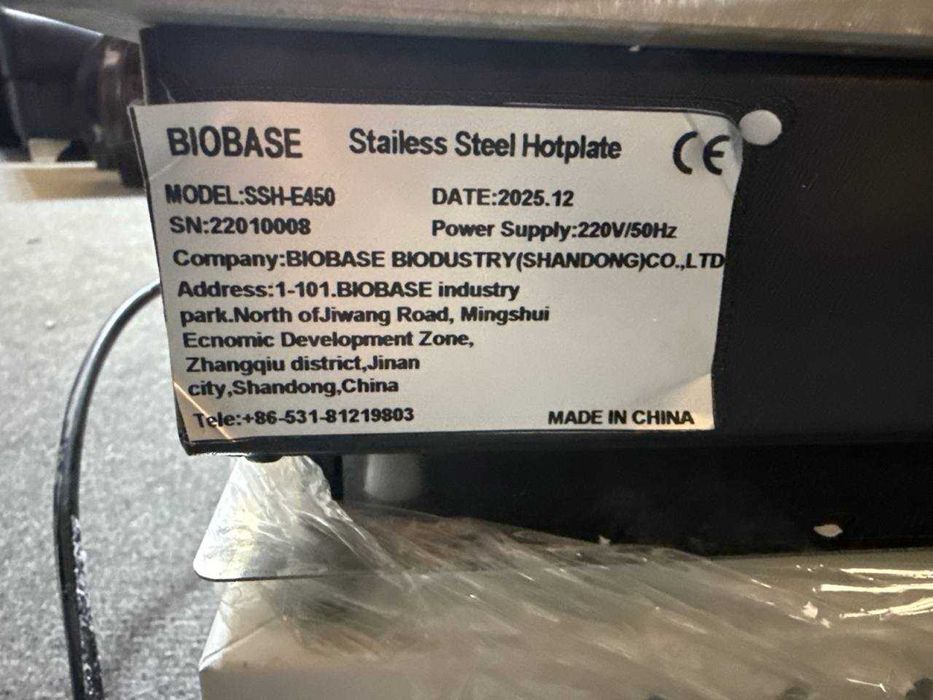 BIOBASE Stailess Steel Hotplate CE
MODEL:SSH-E450 DATE:2025.12
SN:22010008 Power Supply:220V/50Hz
Company:BIOBASE BIODUSTRY(SHANDONG)CO.,LTD
Address:1-101.BIOBASE industry
park.North ofJiwang Road, Mingshui
Ecnomic Development Zone,
Zhangqiu district,Jinan
city,Shandong,China
Tele:+86-531-81219803 MADE IN CHINA